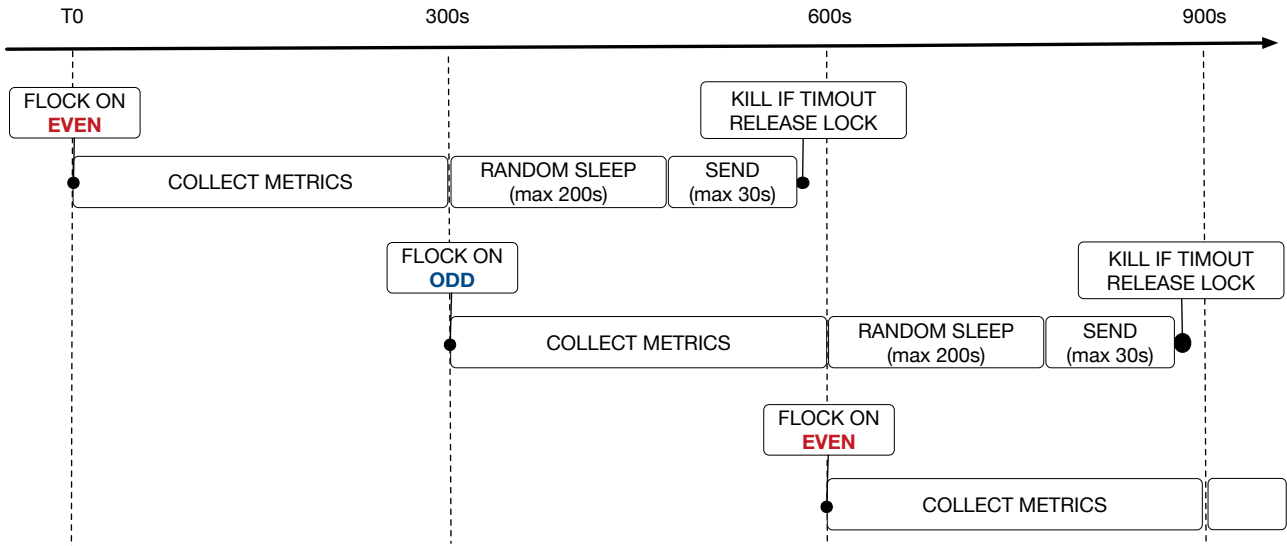 T0
300s
600s
900s
FLOCK ON
EVEN
KILL IF TIMOUT
RELEASE LOCK
COLLECT METRICS
RANDOM SLEEP
(max 200s)
SEND
(max 30s)
FLOCK ON
ODD
KILL IF TIMOUT
RELEASE LOCK
COLLECT METRICS
RANDOM SLEEP
(max 200s)
SEND
(max 30s)
FLOCK ON
EVEN
COLLECT METRICS